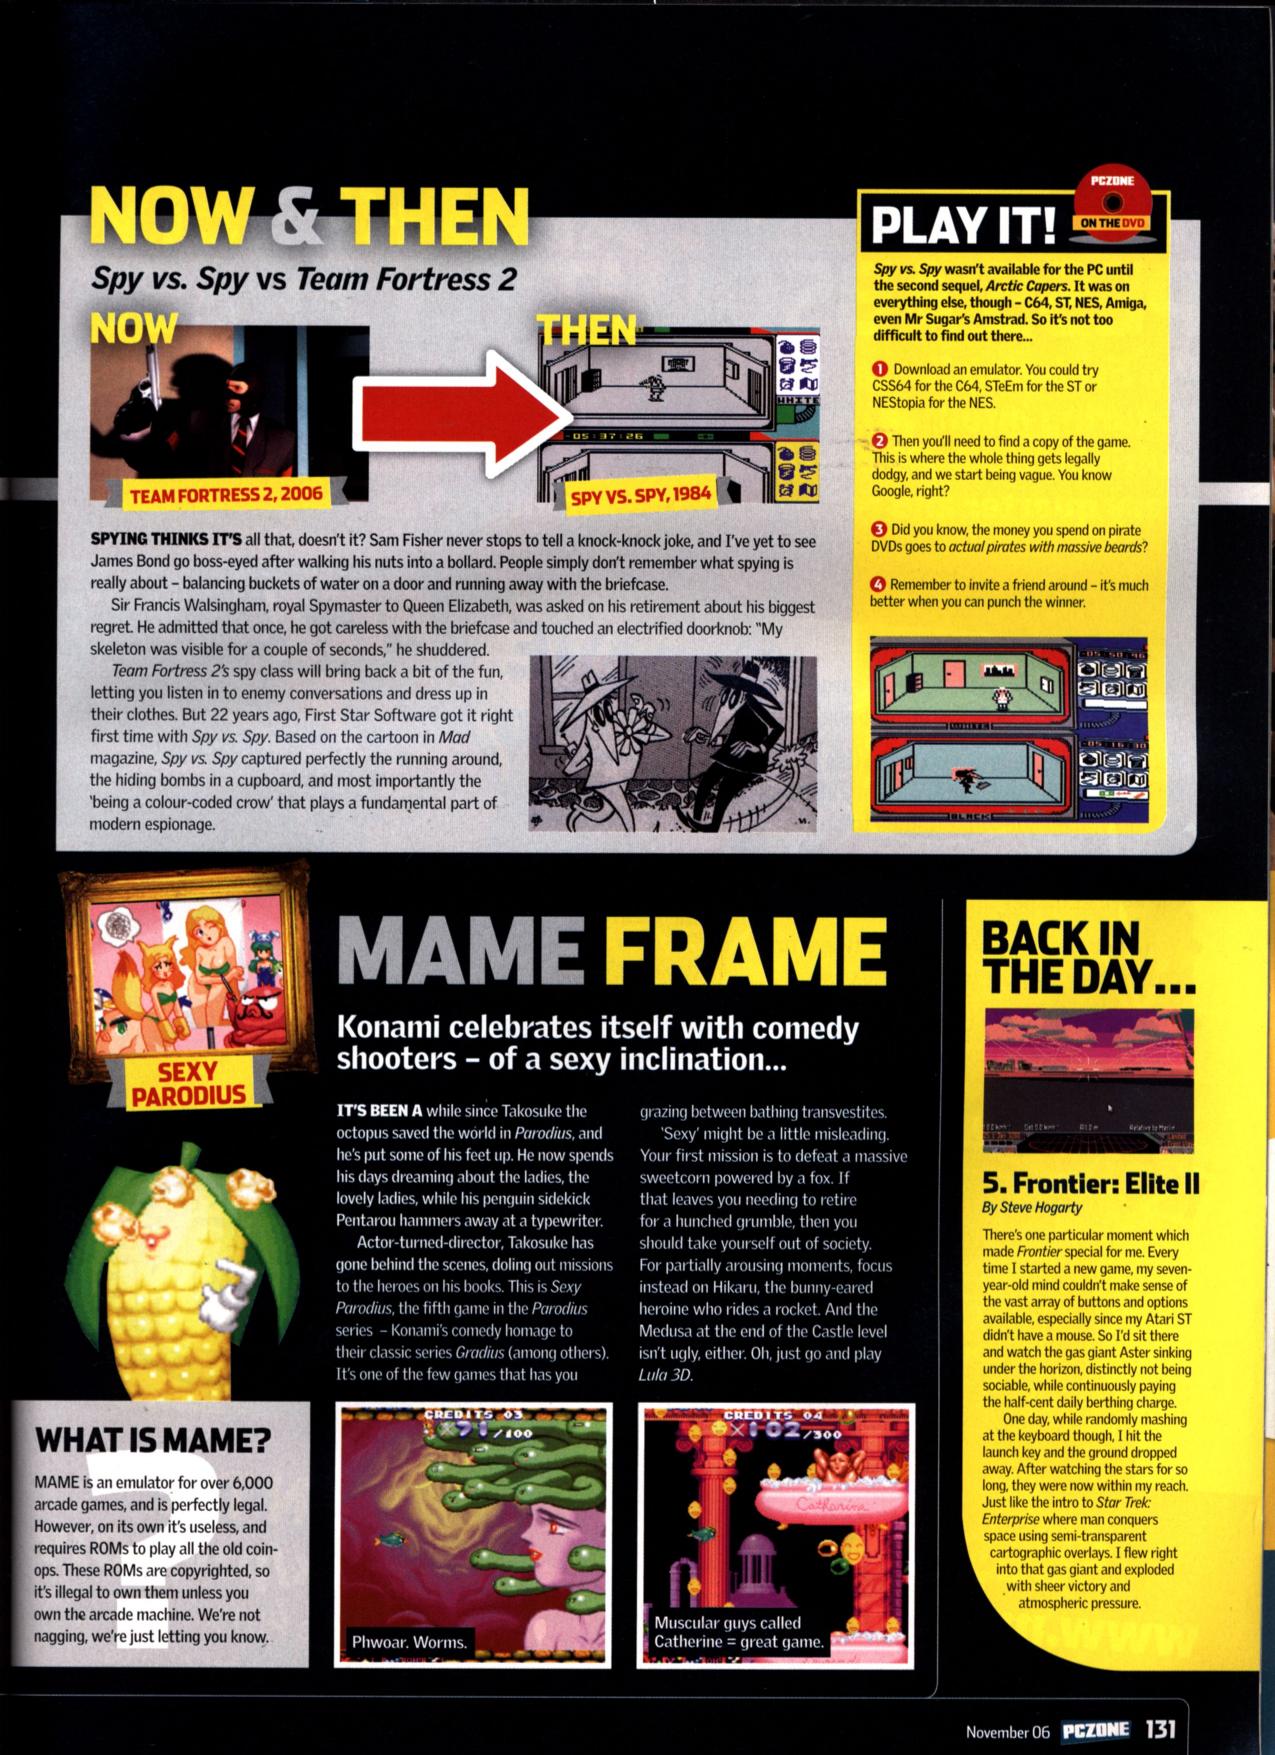 NOW & THEN
Spy vs. Spy vs Team Fortress 2
NOW
TEAM FORTRESS 2, 2006
THEN
WHITE
-05:37:26
SPY VS. SPY, 1984
SPYING THINKS IT'S all that, doesn't it? Sam Fisher never stops to tell a knock-knock joke, and I've yet to see
James Bond go boss-eyed after walking his nuts into a bollard. People simply don't remember what spying is
really about – balancing buckets of water on a door and running away with the briefcase.
Sir Francis Walsingham, royal Spymaster to Queen Elizabeth, was asked on his retirement about his biggest
regret. He admitted that once, he got careless with the briefcase and touched an electrified doorknob: "My
skeleton was visible for a couple of seconds," he shuddered.
Team Fortress 2's spy class will bring back a bit of the fun,
letting you listen in to enemy conversations and dress up in
their clothes. But 22 years ago, First Star Software got it right
first time with Spy vs. Spy. Based on the cartoon in Mad
magazine, Spy vs. Spy captured perfectly the running around,
the hiding bombs in a cupboard, and most importantly the
'being a colour-coded crow' that plays a fundamental part of
modern espionage.
PLAY IT!
PCZONE
ON THE DVD
Spy vs. Spy wasn't available for the PC until
the second sequel, Arctic Capers. It was on
everything else, though – C64, ST, NES, Amiga,
even Mr Sugar's Amstrad. So it's not too
difficult to find out there...
1 Download an emulator. You could try
CSS64 for the C64, STeEm for the ST or
NEStopia for the NES.
2 Then you'll need to find a copy of the game.
This is where the whole thing gets legally
dodgy, and we start being vague. You know
Google, right?
3 Did you know, the money you spend on pirate
DVDs goes to actual pirates with massive beards?
4 Remember to invite a friend around – it's much
better when you can punch the winner.
WHITE
BLACK
SEXY
PARODIUS
MAME FRAME
Konami celebrates itself with comedy
shooters – of a sexy inclination...
IT'S BEEN A while since Takosuke the
octopus saved the world in Parodius, and
he's put some of his feet up. He now spends
his days dreaming about the ladies, the
lovely ladies, while his penguin sidekick
Pentarou hammers away at a typewriter.
Actor-turned-director, Takosuke has
gone behind the scenes, doling out missions
to the heroes on his books. This is Sexy
Parodius, the fifth game in the Parodius
series – Konami's comedy homage to
their classic series Gradius (among others).
It's one of the few games that has you
grazing between bathing transvestites.
'Sexy' might be a little misleading.
Your first mission is to defeat a massive
sweetcorn powered by a fox. If
that leaves you needing to retire
for a hunched grumble, then you
should take yourself out of society.
For partially arousing moments, focus
instead on Hikaru, the bunny-eared
heroine who rides a rocket. And the
Medusa at the end of the Castle level
isn't ugly, either. Oh, just go and play
Lula 3D.
WHAT IS MAME?
MAME is an emulator for over 6,000
arcade games, and is perfectly legal.
However, on its own it's useless, and
requires ROMs to play all the old coin-
ops. These ROMs are copyrighted, so
it's illegal to own them unless you
own the arcade machine. We're not
nagging, we're just letting you know.
CREDITS 03
×71/100
Phwoar. Worms.
CREDITS 04
×102/300
Catharine
Muscular guys called
Catherine = great game.
BACK IN
THE DAY...
5. Frontier: Elite II
By Steve Hogarty
There's one particular moment which
made Frontier special for me. Every
time I started a new game, my seven-
year-old mind couldn't make sense of
the vast array of buttons and options
available, especially since my Atari ST
didn't have a mouse. So I'd sit there
and watch the gas giant Aster sinking
under the horizon, distinctly not being
sociable, while continuously paying
the half-cent daily berthing charge.
One day, while randomly mashing
at the keyboard though, I hit the
launch key and the ground dropped
away. After watching the stars for so
long, they were now within my reach.
Just like the intro to Star Trek:
Enterprise where man conquers
space using semi-transparent
cartographic overlays. I flew right
into that gas giant and exploded
with sheer victory and
atmospheric pressure.
November 06 PCZONE 131